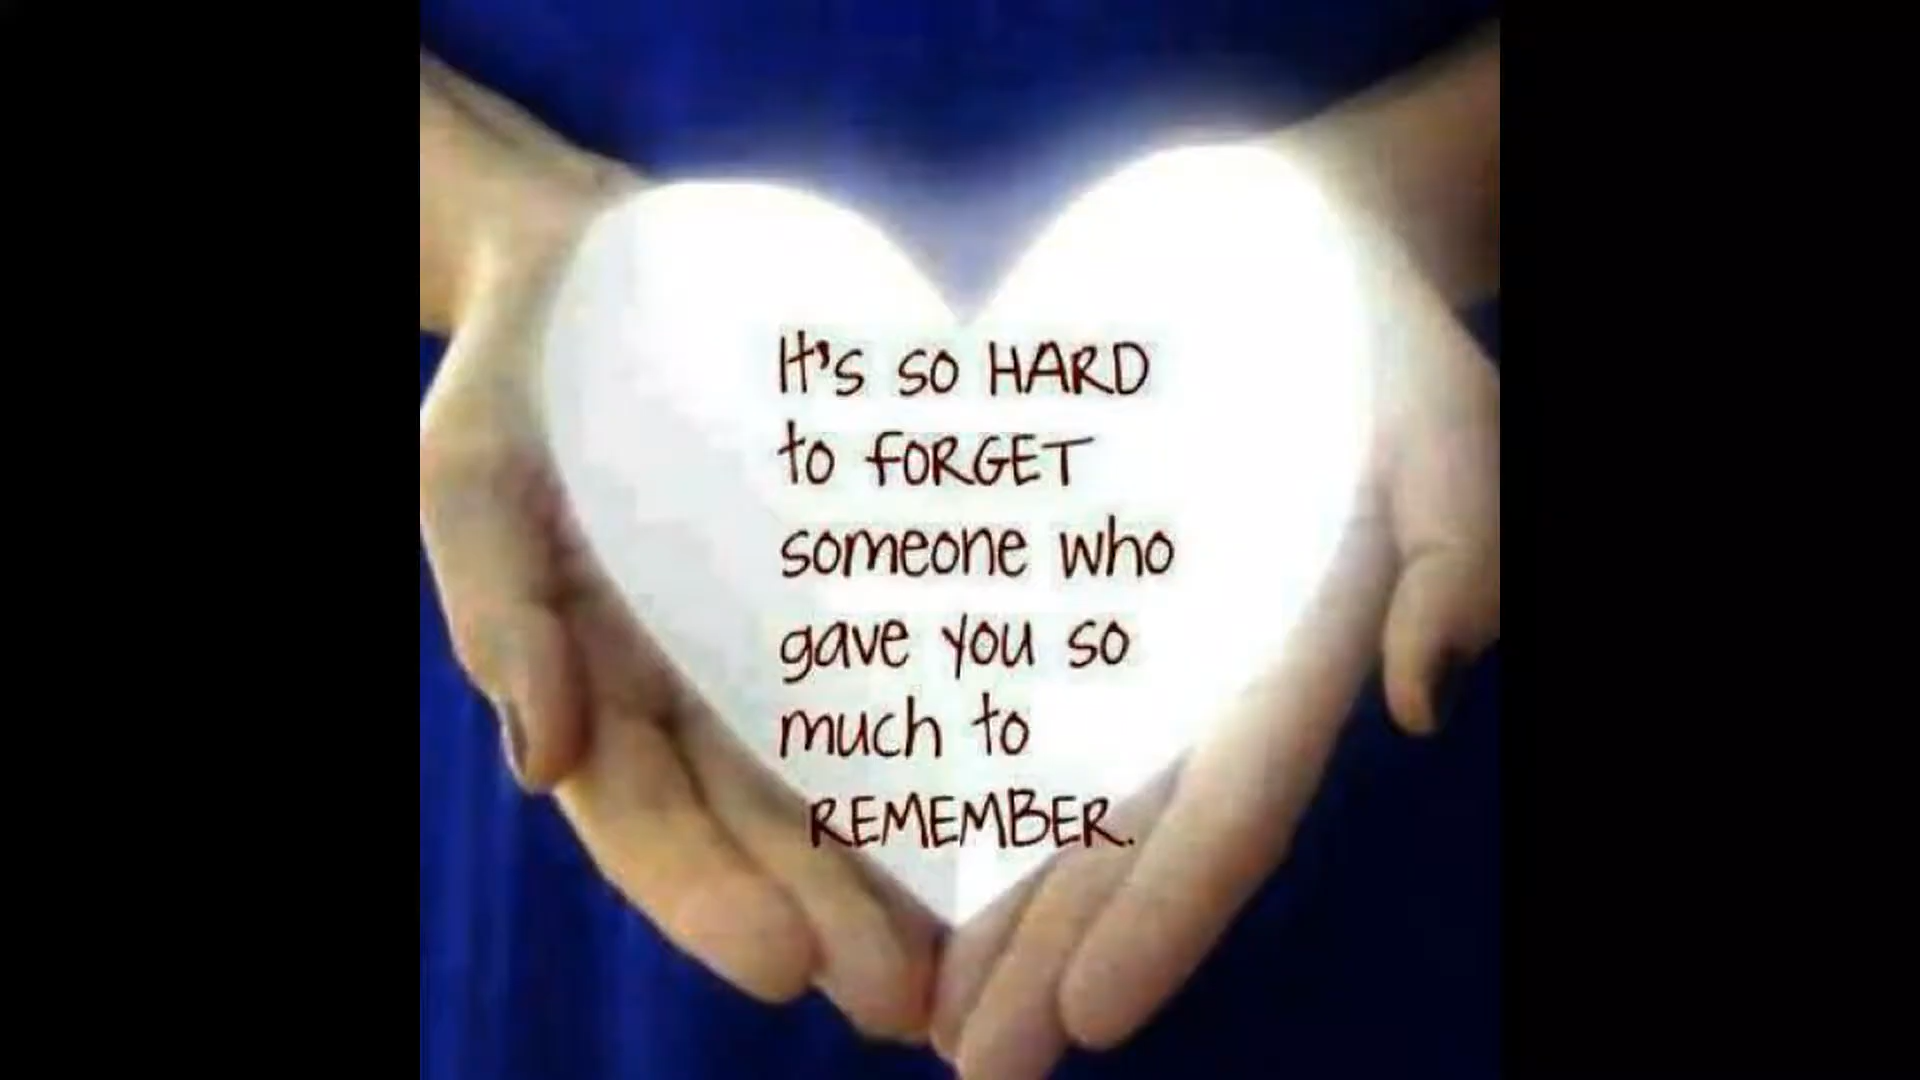 It's so HARD
to FORGET
someone who
gave you so
much to
REMEMBER.